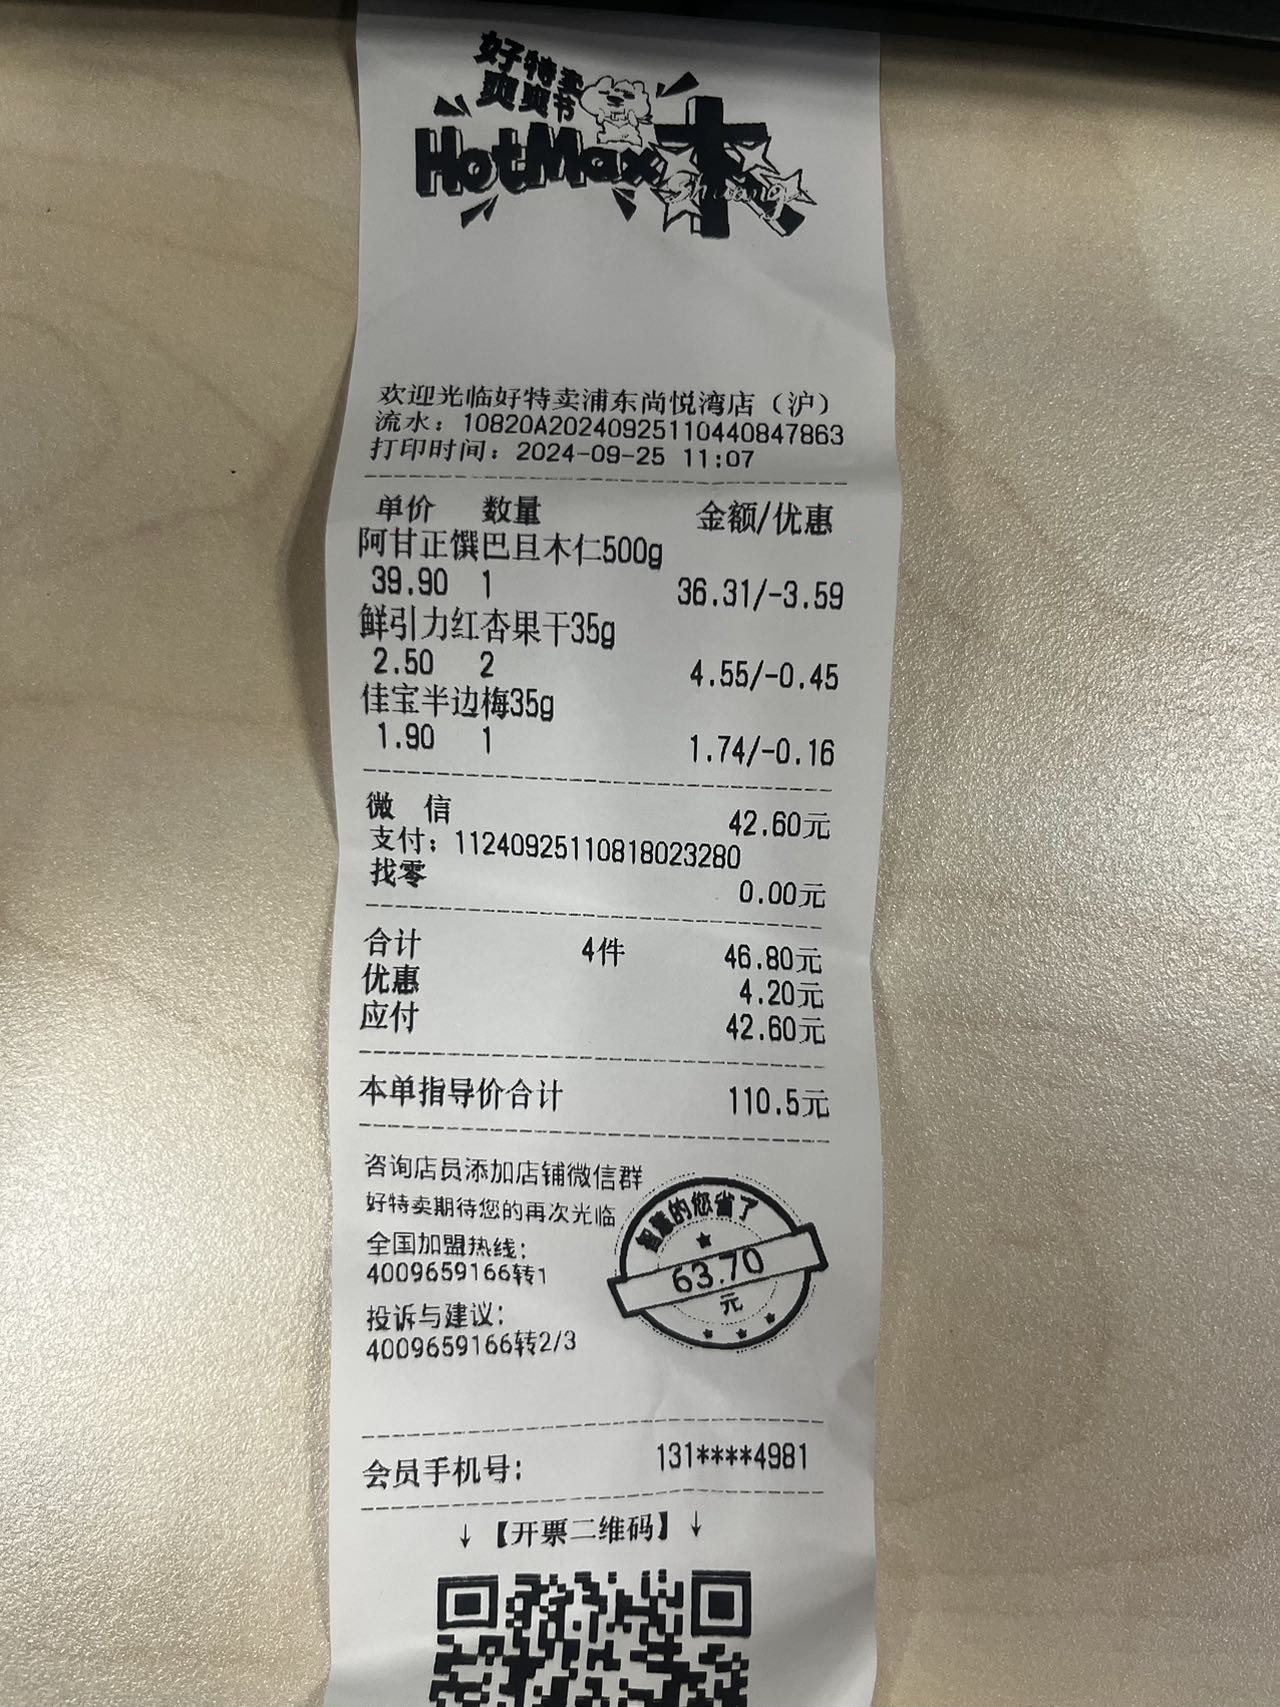 好特卖
爽爽节
HotMax
Shuang
欢迎光临好特卖浦东尚悦湾店（沪）
流水：10820A202409251104408478​63
打印时间：2024-09-25 11:07
单价 数量 金额/优惠
阿甘正馔巴旦木仁500g
39.90 1 36.31/-3.59
鲜引力红杏果干35g
2.50 2 4.55/-0.45
佳宝半边梅35g
1.90 1 1.74/-0.16
微 信 42.60元
支付：11240925110818023280
找零 0.00元
合计 4件 46.80元
优惠 4.20元
应付 42.60元
本单指导价合计 110.5元
咨询店员添加店铺微信群
好特卖期待您的再次光临
全国加盟热线：
4009659166转1
投诉与建议：
4009659166转2/3
智慧的您省了
63.70
元
会员手机号： 131****4981
↓【开票二维码】↓